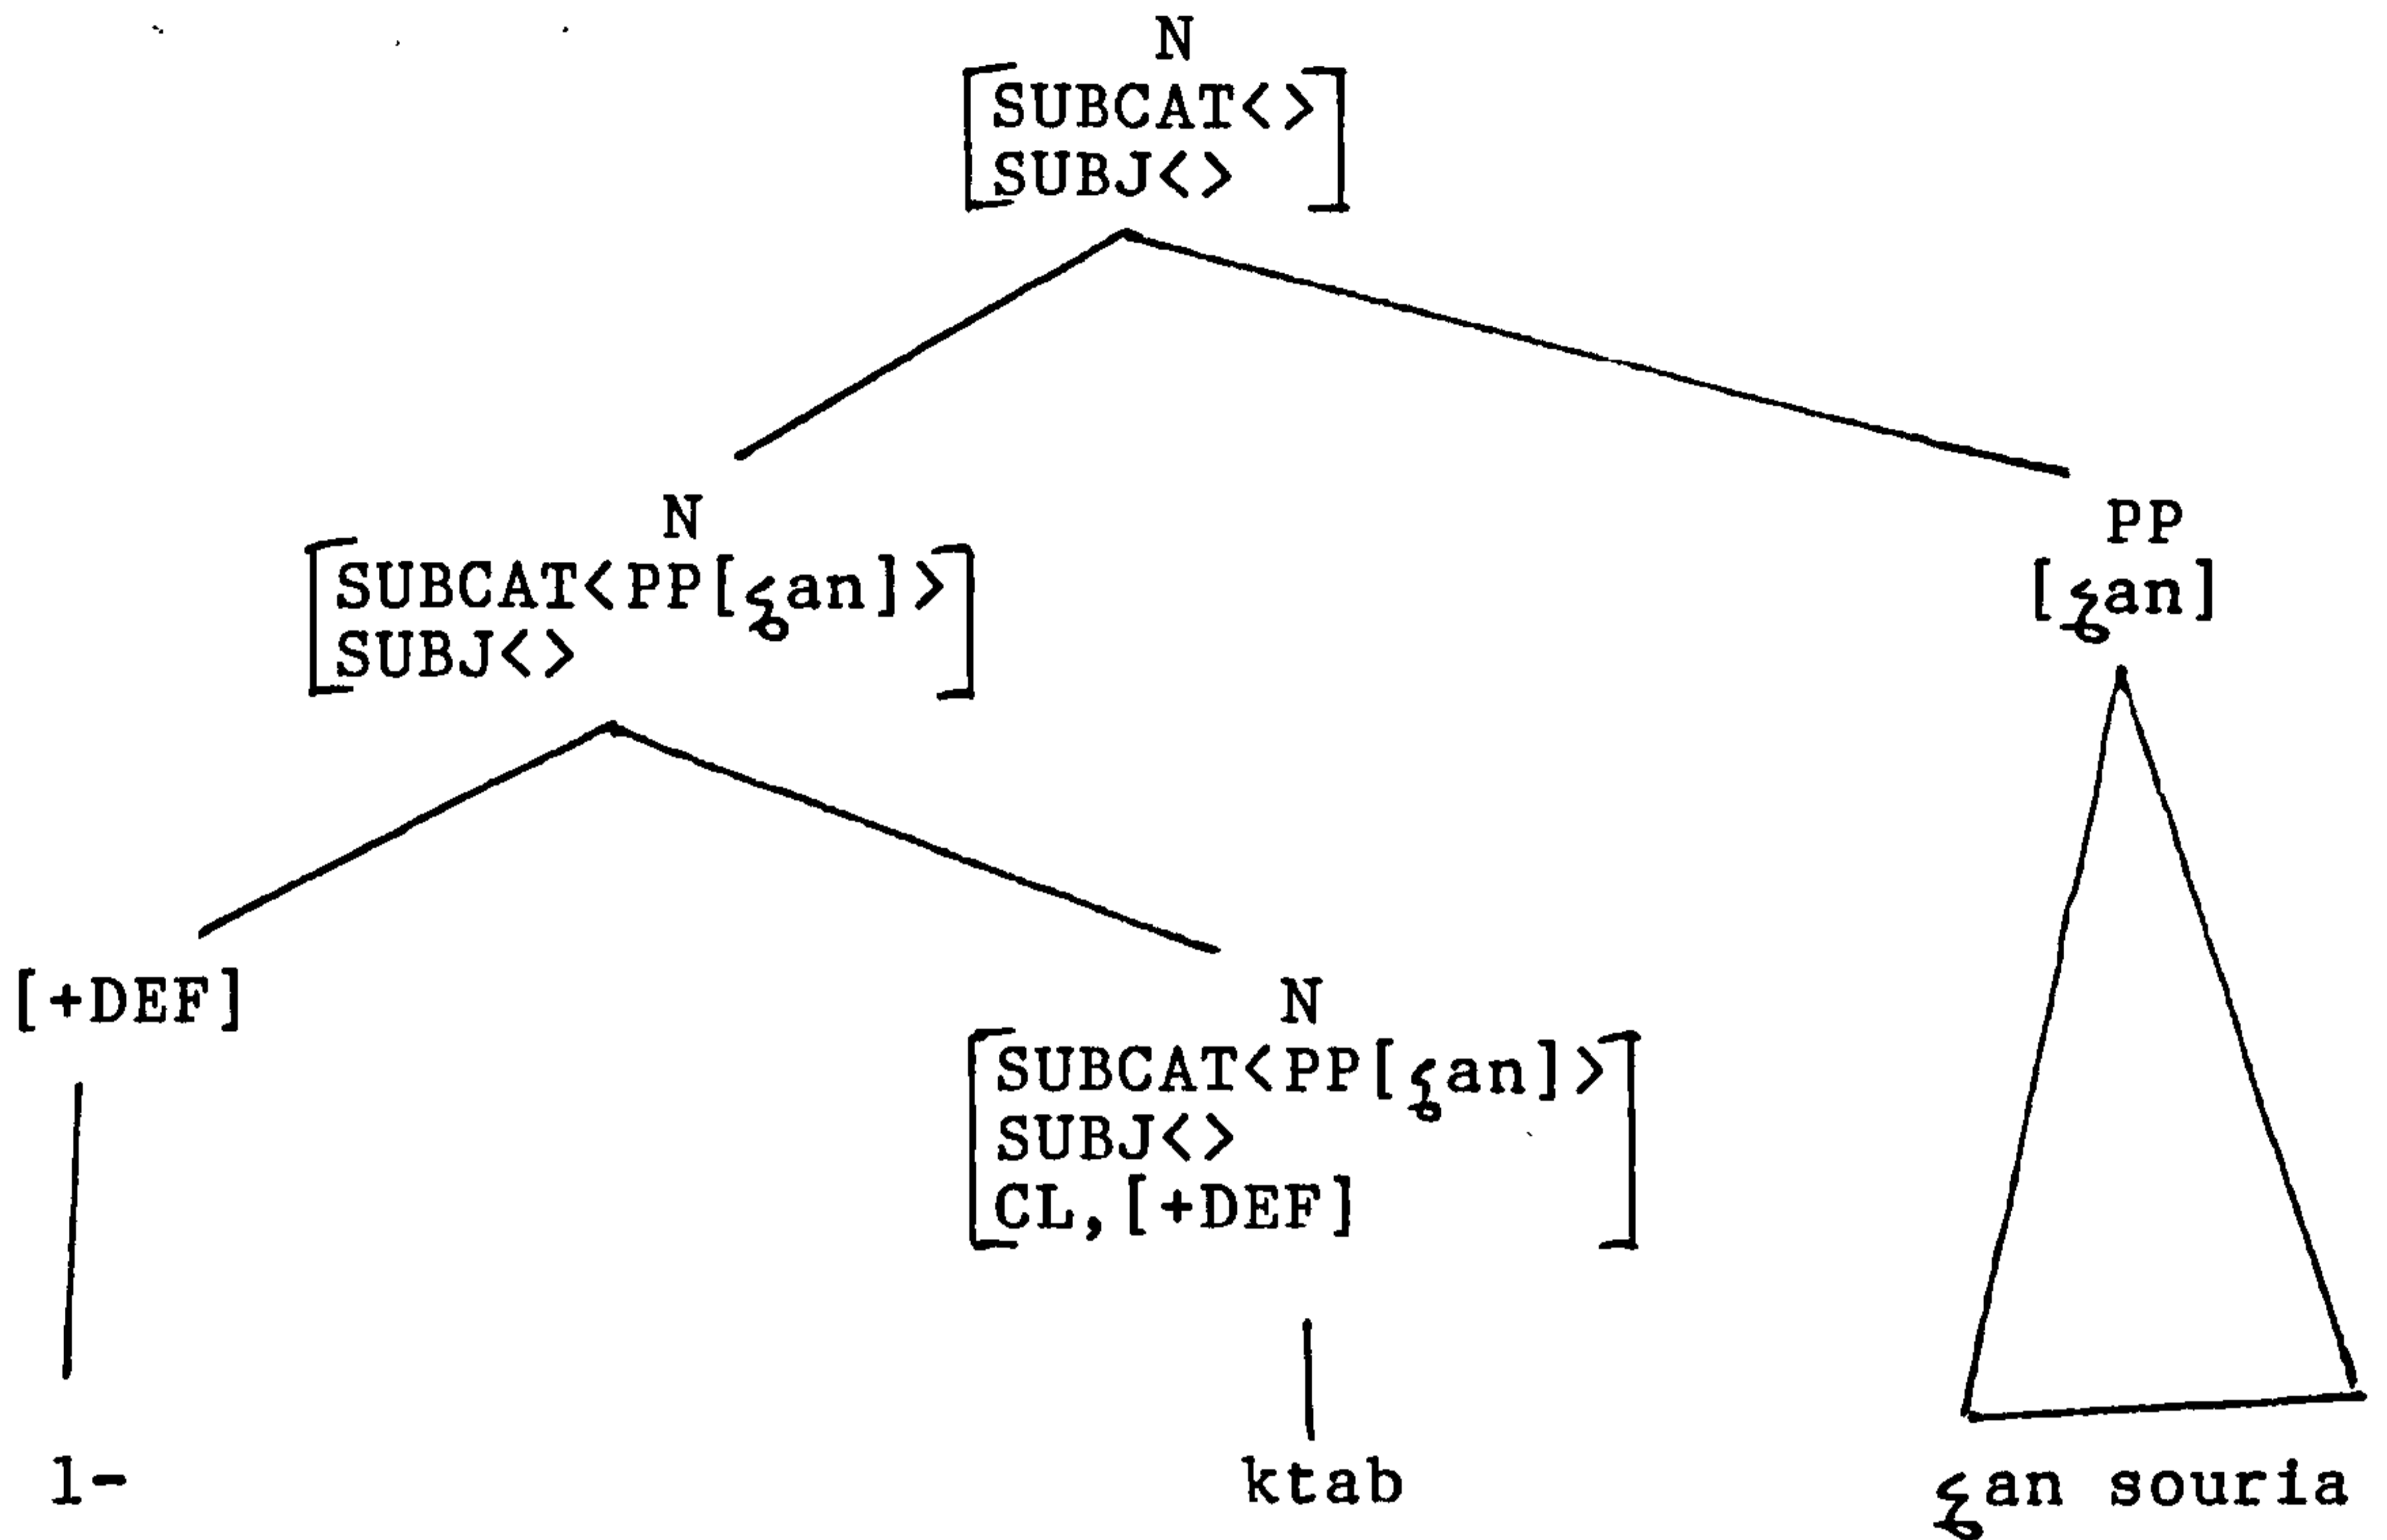 N
[SUBCAT<>
SUBJ<>]
N
[SUBCAT<PP[ʕan]>
SUBJ<>]
PP
[ʕan]
[+DEF]
N
[SUBCAT<PP[ʕan]>
SUBJ<>
CL,[+DEF]]
l-
ktab
ʕan souria